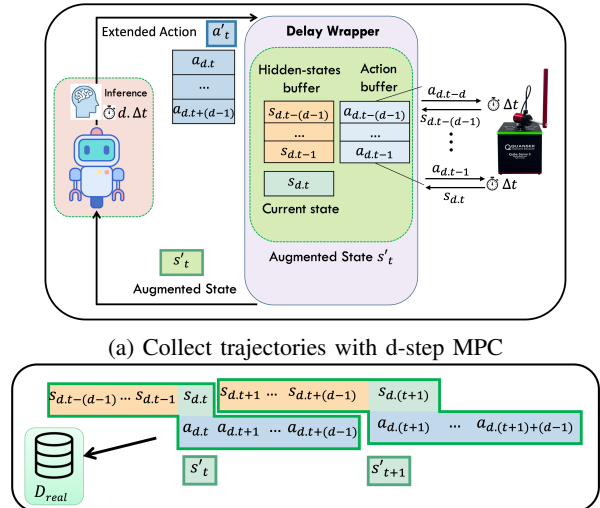 Extended Action a'_t
Delay Wrapper
a_{d.t}
...
a_{d.t+(d-1)}
Inference
d. Δt
Hidden-states buffer
Action buffer
s_{d.t-(d-1)}
...
s_{d.t-1}
a_{d.t-(d-1)}
...
a_{d.t-1}
s_{d.t}
Current state
a_{d.t-d}
Δt
s_{d.t-(d-1)}
⋮
a_{d.t-1}
Δt
s_{d.t}
QUANSER
Augmented State s'_t
s'_t
Augmented State
(a) Collect trajectories with d-step MPC
s_{d.t-(d-1)} ... s_{d.t-1} s_{d.t} s_{d.t+1} ... s_{d.t+(d-1)} s_{d.(t+1)}
a_{d.t} a_{d.t+1} ... a_{d.t+(d-1)} a_{d.(t+1)} ... a_{d.(t+1)+(d-1)}
D_{real}
s'_t
s'_{t+1}